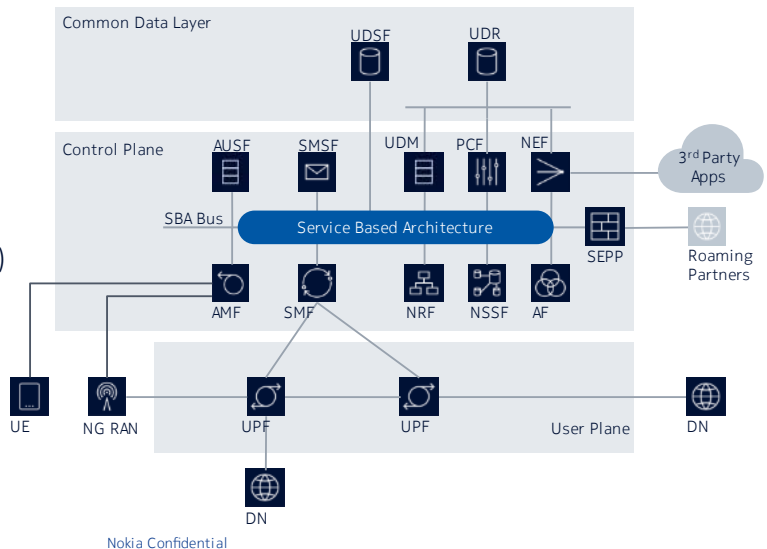 Common Data Layer
UDSF
UDR
Control Plane
AUSF
SMSF
UDM
PCF
NEF
3rd Party
Apps
SBA Bus
Service Based Architecture
SEPP
Roaming
Partners
)
AMF
SMF
NRF
NSSF
AF
UE
NG RAN
UPF
UPF
User Plane
DN
DN
Nokia Confidential